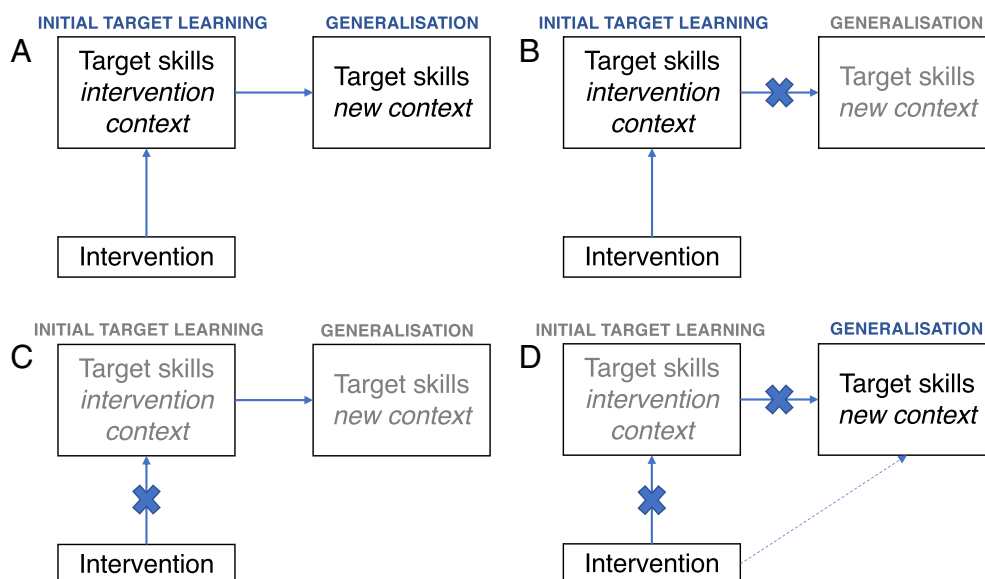 A
INITIAL TARGET LEARNING
GENERALISATION
Target skills
intervention
context
Target skills
new context
Intervention
B
INITIAL TARGET LEARNING
GENERALISATION
Target skills
intervention
context
Target skills
new context
Intervention
C
INITIAL TARGET LEARNING
GENERALISATION
Target skills
intervention
context
Target skills
new context
Intervention
D
INITIAL TARGET LEARNING
GENERALISATION
Target skills
intervention
context
Target skills
new context
Intervention